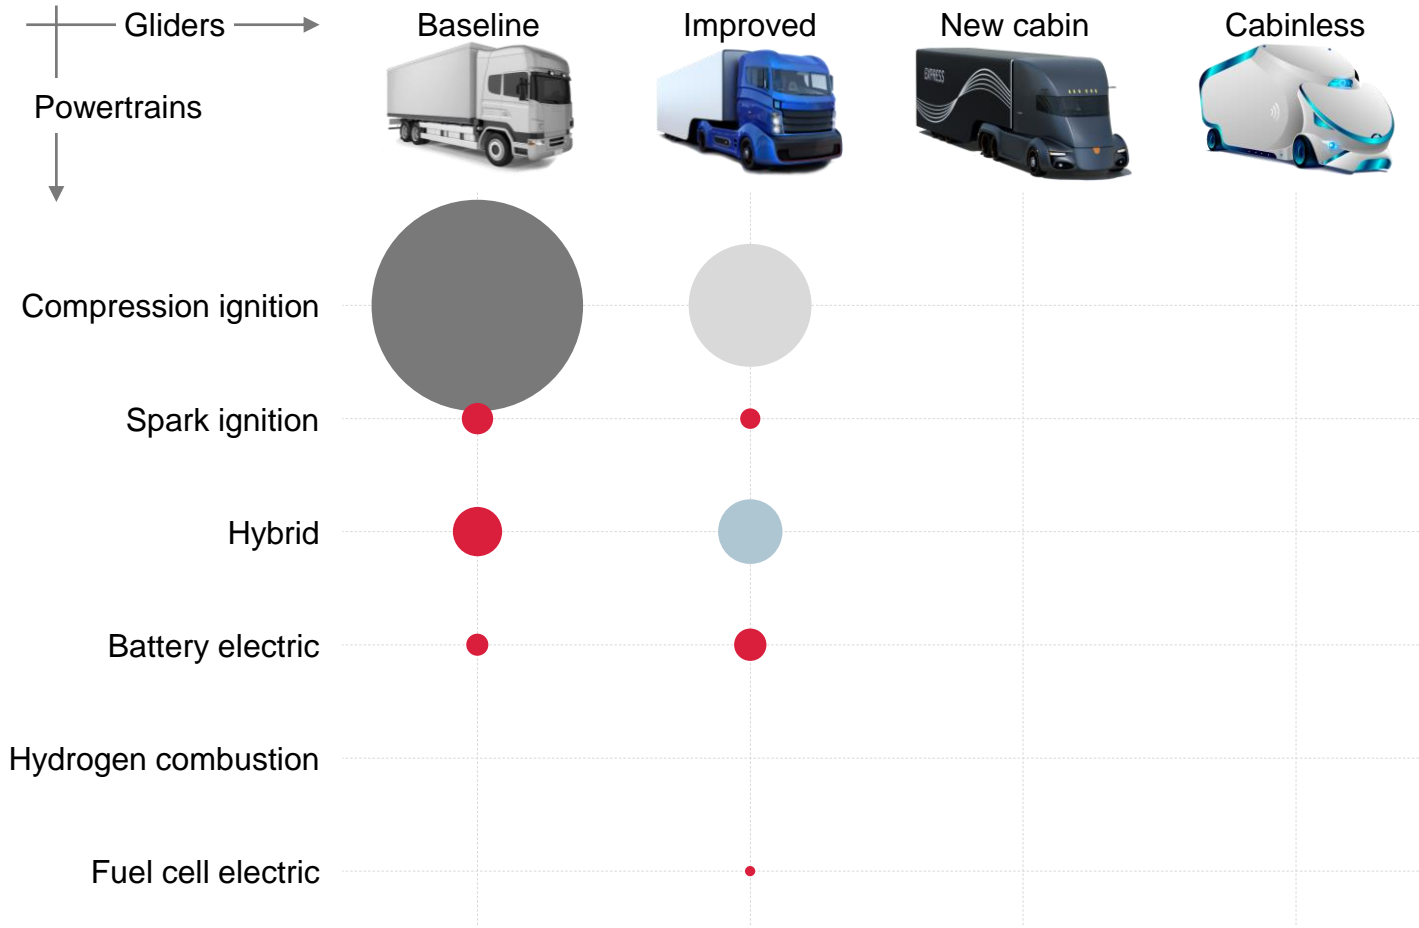 Gliders
Baseline
Improved
New cabin
Cabinless
Powertrains
EXPRESS
Compression ignition
Spark ignition
Hybrid
Battery electric
Hydrogen combustion
Fuel cell electric